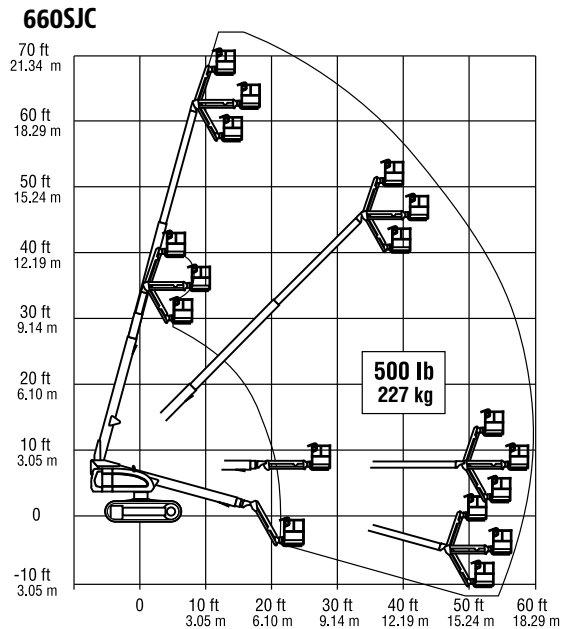 660SJC
70 ft
21.34 m
60 ft
18.29 m
50 ft
15.24 m
40 ft
12.19 m
30 ft
9.14 m
20 ft
6.10 m
10 ft
3.05 m
0
-10 ft
3.05 m
500 lb
227 kg
0 10 ft 20 ft 30 ft 40 ft 50 ft 60 ft
3.05 m 6.10 m 9.14 m 12.19 m 15.24 m 18.29 m